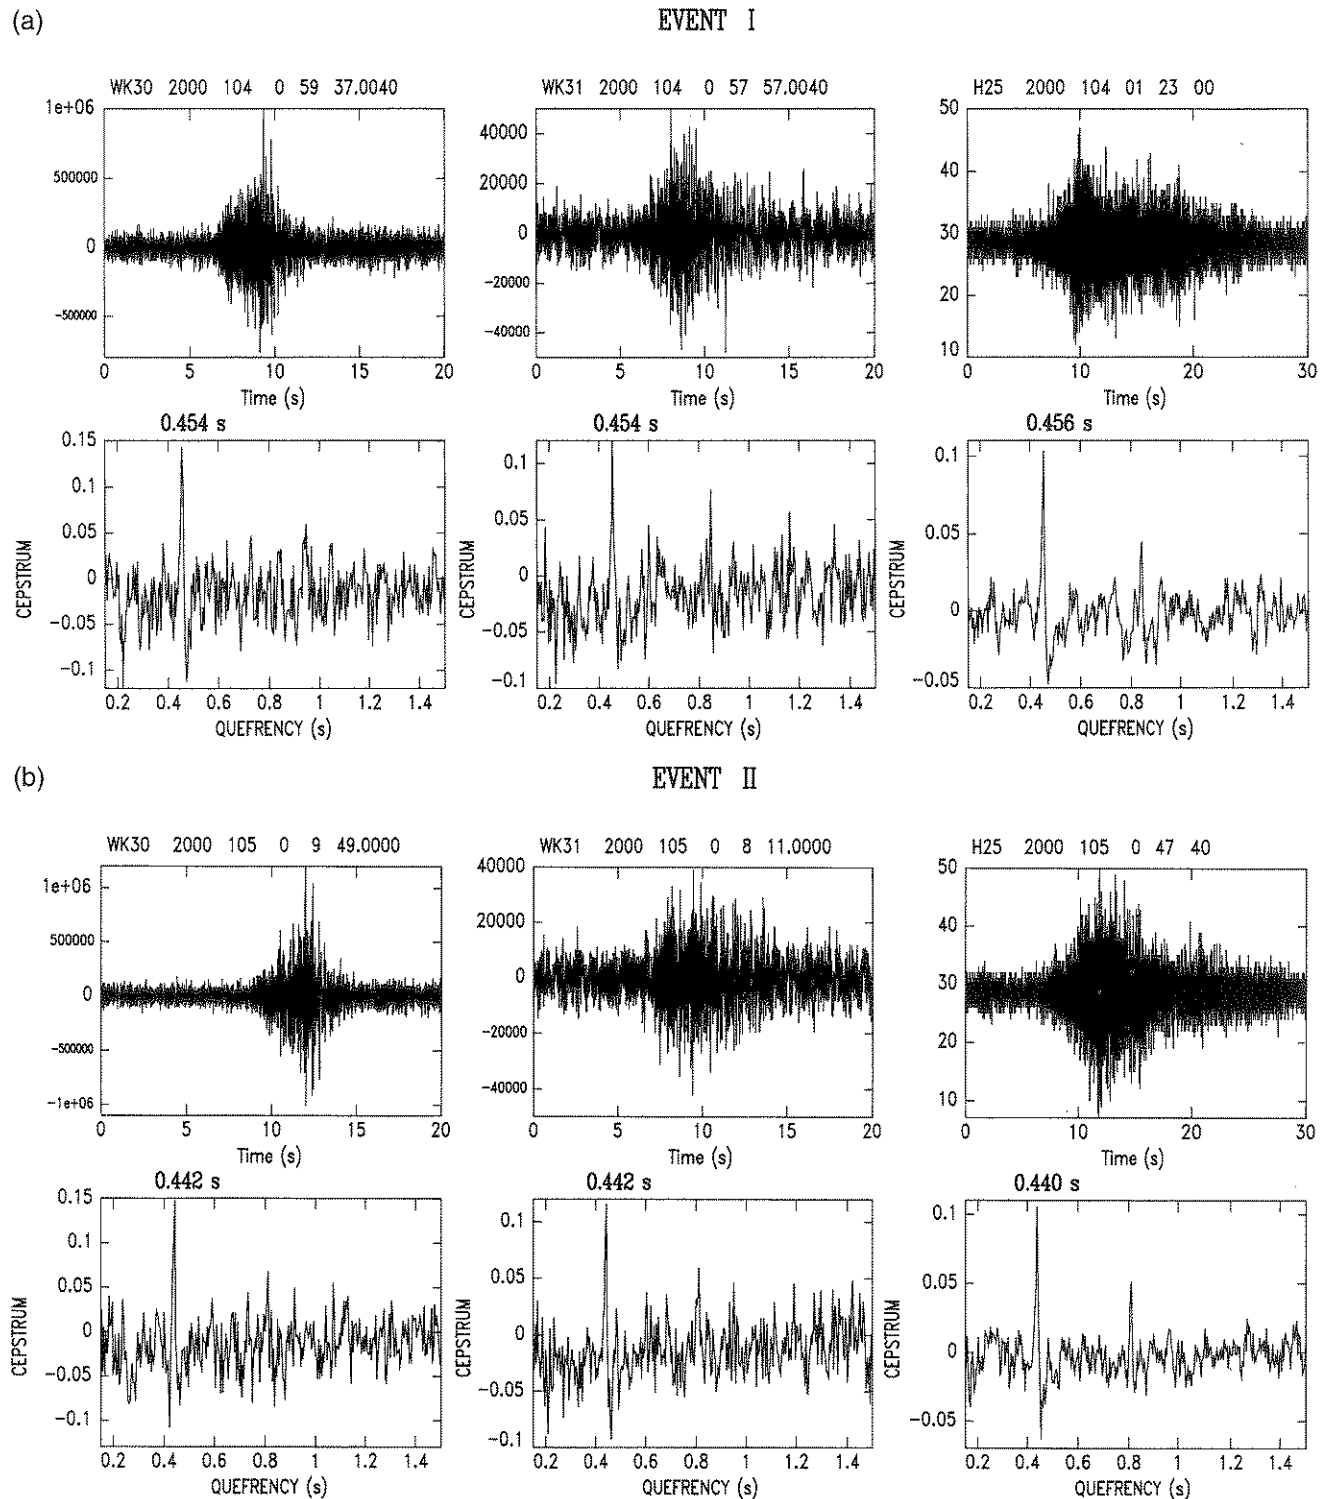 (a)
EVENT I
WK30 2000 104 0 59 37.0040
WK31 2000 104 0 57 57.0040
H25 2000 104 01 23 00
1e+06
500000
0
-500000
0 5 10 15 20
Time (s)
40000
20000
0
-20000
-40000
0 5 10 15 20
Time (s)
50
40
30
20
10
0 10 20 30
Time (s)
0.454 s
0.15
0.1
0.05
0
-0.05
-0.1
CEPSTRUM
0.2 0.4 0.6 0.8 1 1.2 1.4
QUEFRENCY (s)
0.454 s
0.1
0.05
0
-0.05
-0.1
CEPSTRUM
0.2 0.4 0.6 0.8 1 1.2 1.4
QUEFRENCY (s)
0.456 s
0.1
0.05
0
-0.05
CEPSTRUM
0.2 0.4 0.6 0.8 1 1.2 1.4
QUEFRENCY (s)
(b)
EVENT II
WK30 2000 105 0 9 49.0000
WK31 2000 105 0 8 11.0000
H25 2000 105 0 47 40
1e+06
500000
0
-500000
-1e+06
0 5 10 15 20
Time (s)
40000
20000
0
-20000
-40000
0 5 10 15 20
Time (s)
50
40
30
20
10
0 10 20 30
Time (s)
0.442 s
0.15
0.1
0.05
0
-0.05
-0.1
CEPSTRUM
0.2 0.4 0.6 0.8 1 1.2 1.4
QUEFRENCY (s)
0.442 s
0.1
0.05
0
-0.05
-0.1
CEPSTRUM
0.2 0.4 0.6 0.8 1 1.2 1.4
QUEFRENCY (s)
0.440 s
0.1
0.05
0
-0.05
CEPSTRUM
0.2 0.4 0.6 0.8 1 1.2 1.4
QUEFRENCY (s)